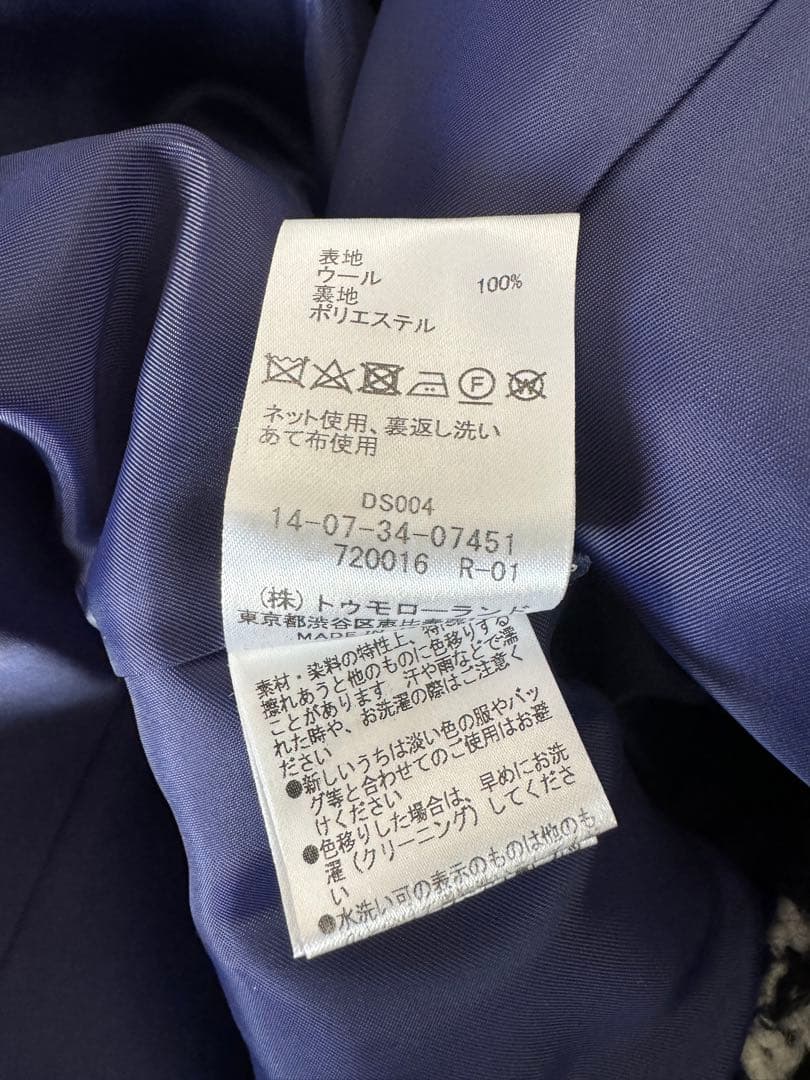 表地
ウール 100%
裏地
ポリエステル
F W
ネット使用、裏返し洗い
あて布使用
DS004
14-07-34-07451
720016 R-01
(株)トゥモローランド
東京都渋谷区恵比寿
MADE
素材・染料の特性上、特に
擦れあうと他のものに色移りする
ことがあります。汗や雨などで濡
れた時や、お洗濯の際はご注意く
ださい
●新しいうちは淡い色の服やバッ
グ等と合わせてのご使用はお避
けください
●色移りした場合は、早めにお洗
濯(クリーニング)してくださ
い
●水洗い可の表示のものは他のも